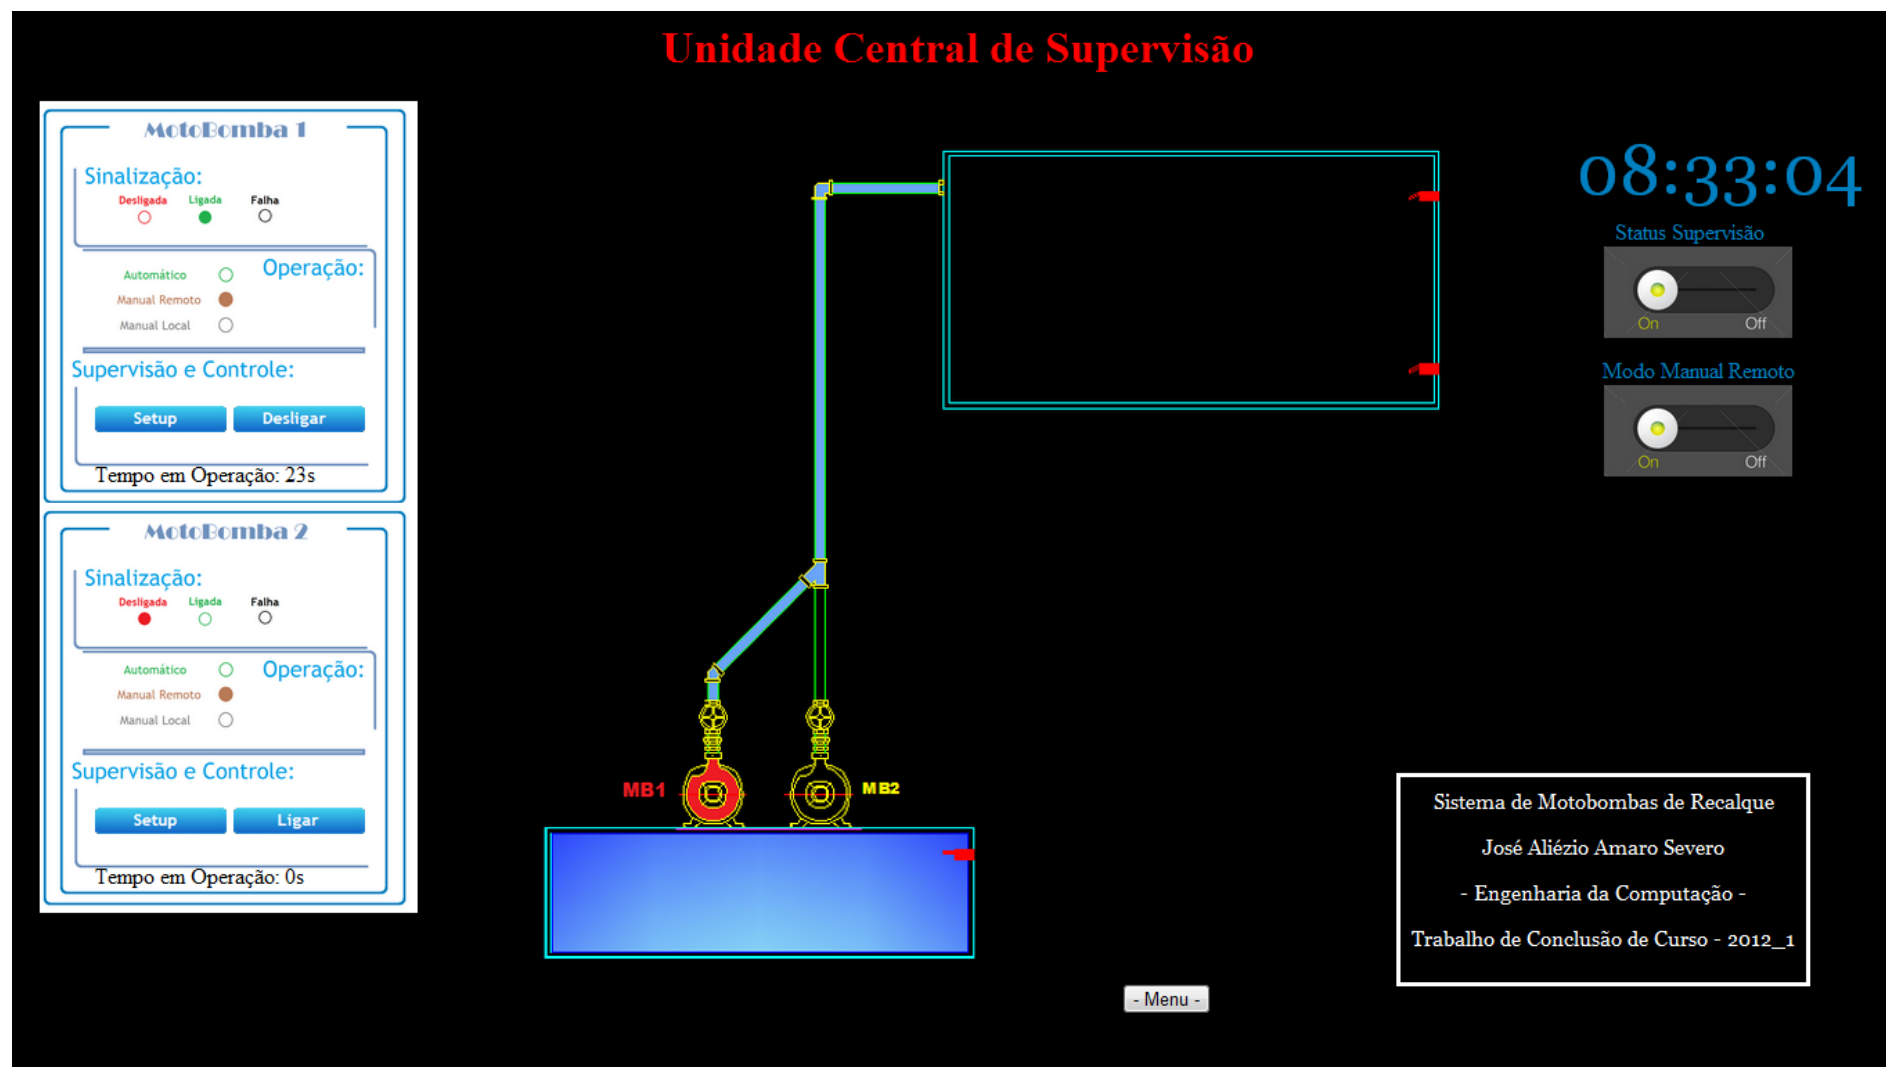 Unidade Central de Supervisão
MotoBomba 1
Sinalização:
Desligada Ligada Falha
Operação:
Automático
Manual Remoto
Manual Local
Supervisão e Controle:
Setup Desligar
Tempo em Operação: 23s
MotoBomba 2
Sinalização:
Desligada Ligada Falha
Operação:
Automático
Manual Remoto
Manual Local
Supervisão e Controle:
Setup Ligar
Tempo em Operação: 0s
MB1 MB2
08:33:04
Status Supervisão
On Off
Modo Manual Remoto
On Off
Sistema de Motobombas de Recalque
José Aliézio Amaro Severo
- Engenharia da Computação -
Trabalho de Conclusão de Curso - 2012_1
- Menu -